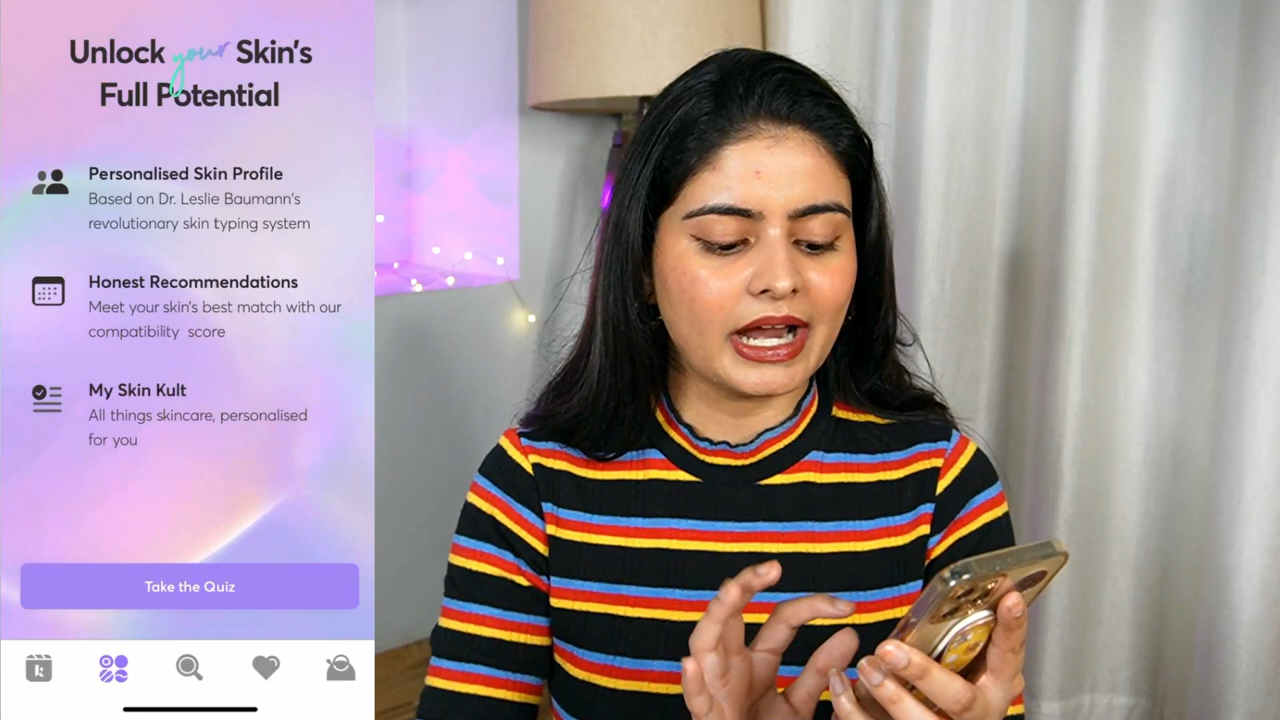 Unlock your Skin's
Full Potential
Personalised Skin Profile
Based on Dr. Leslie Baumann's
revolutionary skin typing system
Honest Recommendations
Meet your skin's best match with our
compatibility score
My Skin Kult
All things skincare, personalised
for you
Take the Quiz
k